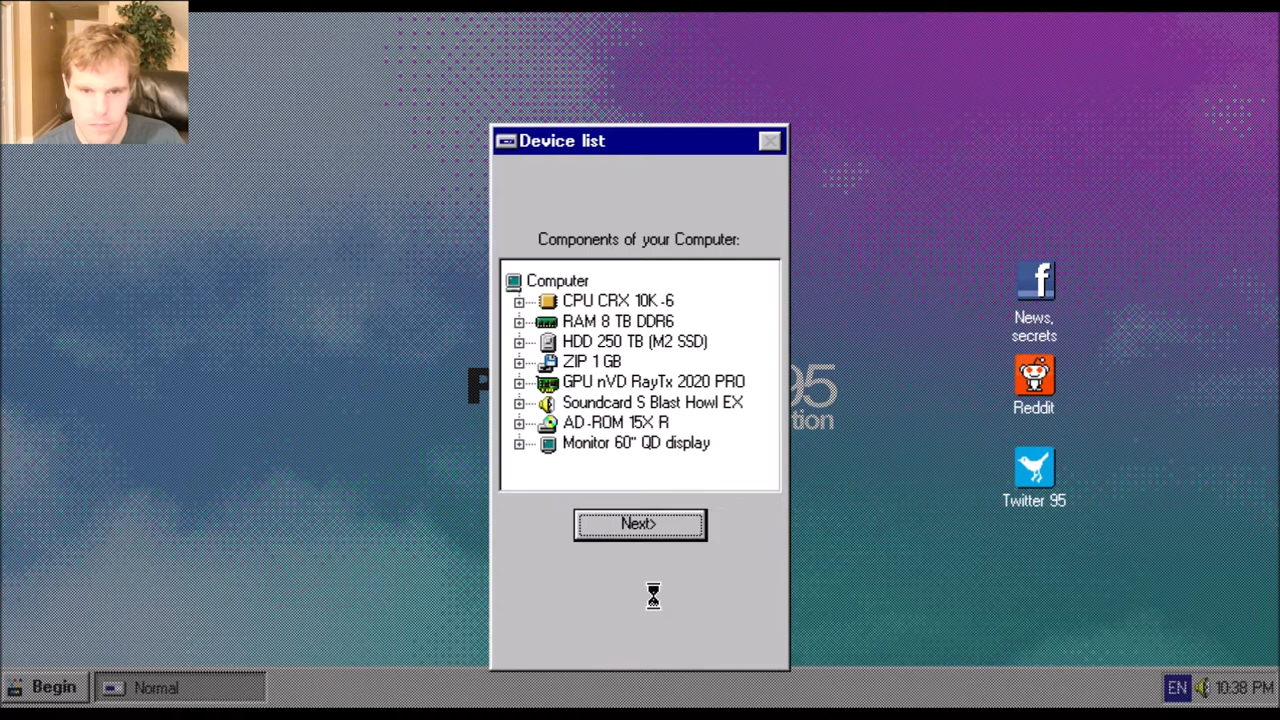 Device list
Components of your Computer:
Computer
CPU CRX 10K-6
RAM 8 TB DDR6
HDD 250 TB (M2 SSD)
ZIP 1 GB
GPU nVD RayTx 2020 PRO
Soundcard S Blast Howl EX
AD-ROM 15X R
Monitor 60" QD display
Next>
P
95
tion
News,
secrets
Reddit
Twitter 95
Begin
Normal
EN
10:38 PM